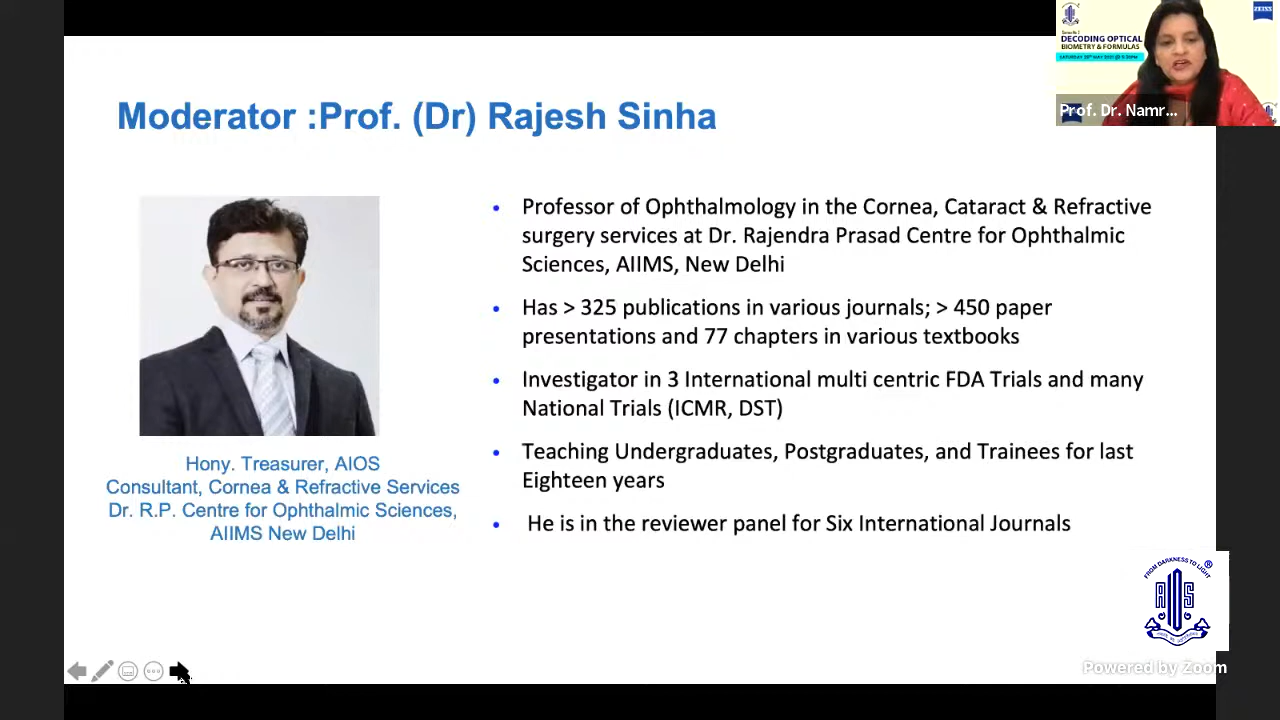 Moderator :Prof. (Dr) Rajesh Sinha
Professor of Ophthalmology in the Cornea, Cataract & Refractive
surgery services at Dr. Rajendra Prasad Centre for Ophthalmic
Sciences, AIIMS, New Delhi
Has > 325 publications in various journals; > 450 paper
presentations and 77 chapters in various textbooks
Investigator in 3 International multi centric FDA Trials and many
National Trials (ICMR, DST)
Teaching Undergraduates, Postgraduates, and Trainees for last
Eighteen years
He is in the reviewer panel for Six International Journals
Hony. Treasurer, AIOS
Consultant, Cornea & Refractive Services
Dr. R.P. Centre for Ophthalmic Sciences,
AIIMS New Delhi
DECODING OPTICAL
BIOMETRY & FORMULAS
ZEISS
Prof. Dr. Namr...
FROM DARKNESS TO LIGHT ®
Powered by Zoom